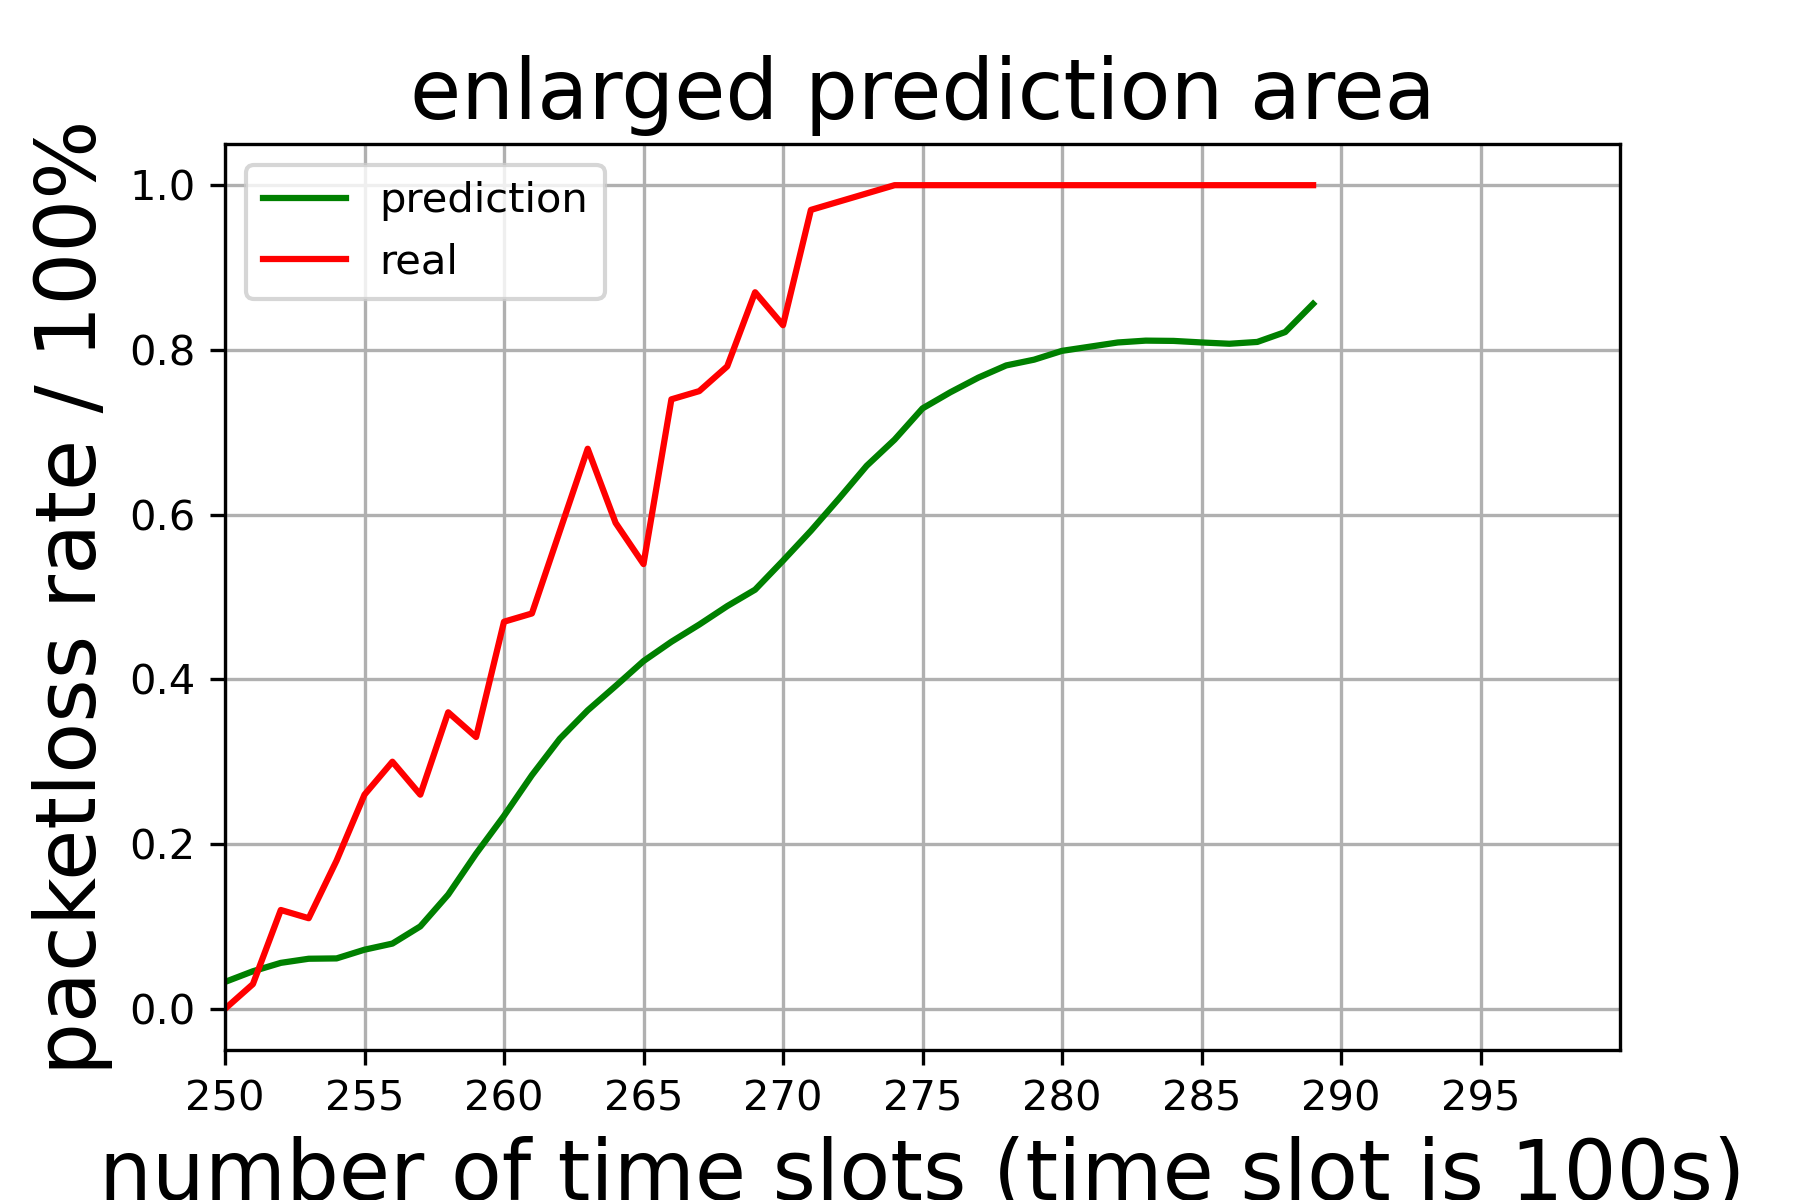 enlarged prediction area
packetloss rate / 100%
prediction
real
1.0
0.8
0.6
0.4
0.2
0.0
250 255 260 265 270 275 280 285 290 295
number of time slots (time slot is 100s)